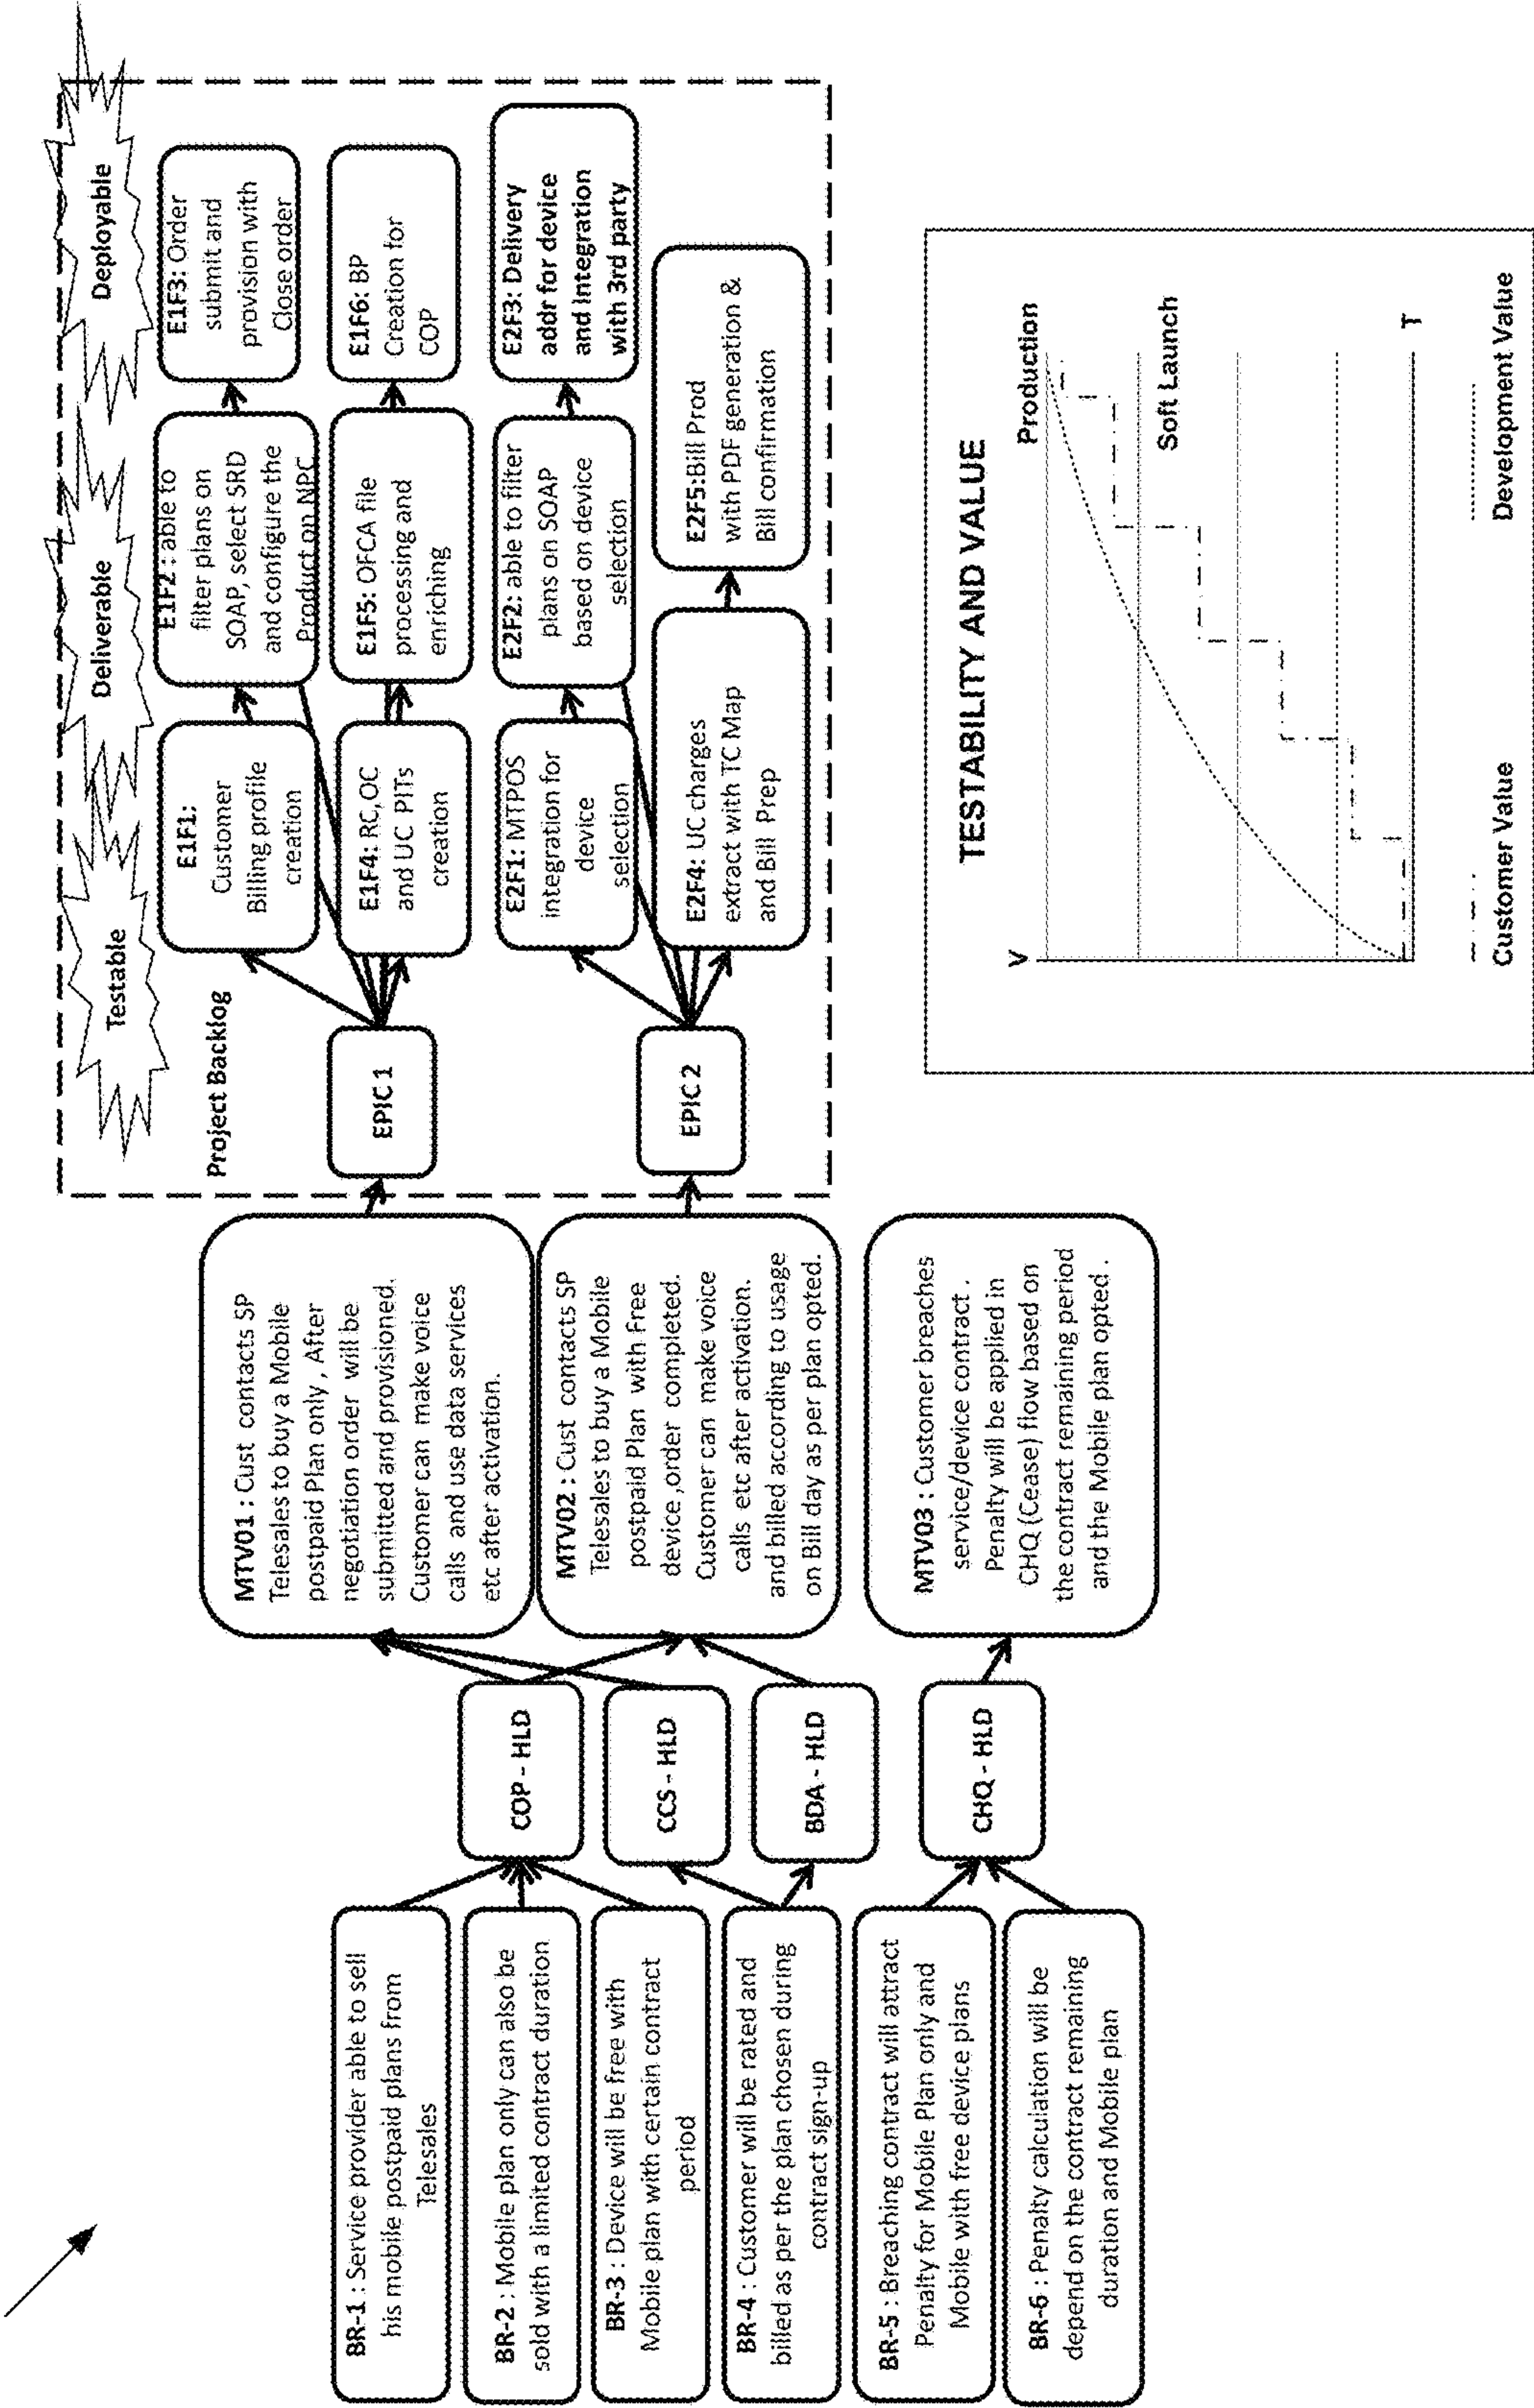 BR-1 : Service provider able to sell
his mobile postpaid plans from
Telesales
BR-2 : Mobile plan only can also be
sold with a limited contract duration
BR-3 : Device will be free with
Mobile plan with certain contract
period
BR-4 : Customer will be rated and
billed as per the plan chosen during
contract sign-up
BR-5 : Breaching contract will attract
Penalty for Mobile Plan only and
Mobile with free device plans
BR-6 : Penalty calculation will be
depend on the contract remaining
duration and Mobile plan
COP - HLD
CCS - HLD
BDA - HLD
CHQ - HLD
MTV01 : Cust contacts SP
Telesales to buy a Mobile
postpaid Plan only , After
negotiation order will be
submitted and provisioned.
Customer can make voice
calls and use data services
etc after activation.
MTV02 : Cust contacts SP
Telesales to buy a Mobile
postpaid Plan with Free
device ,order completed.
Customer can make voice
calls etc after activation.
and billed according to usage
on Bill day as per plan opted.
MTV03 : Customer breaches
service/device contract .
Penalty will be applied in
CHQ (Cease) flow based on
the contract remaining period
and the Mobile plan opted .
Testable
Deliverable
Deployable
Project Backlog
EPIC 1
EPIC 2
E1F1:
Customer
Billing profile
creation
E1F2 : able to
filter plans on
SOAP, select SRD
and configure the
Product on NPC
E1F3: Order
submit and
provision with
Close order
E1F4: RC,OC
and UC PITs
creation
E1F5: OFCA file
processing and
enriching
E1F6: BP
Creation for
COP
E2F1: MTPOS
integration for
device
selection
E2F2: able to filter
plans on SOAP
based on device
selection
E2F3: Delivery
addr for device
and Integration
with 3rd party
E2F4: UC charges
extract with TC Map
and Bill Prep
E2F5:Bill Prod
with PDF generation &
Bill confirmation
TESTABILITY AND VALUE
V
Production
Soft Launch
T
Customer Value
Development Value